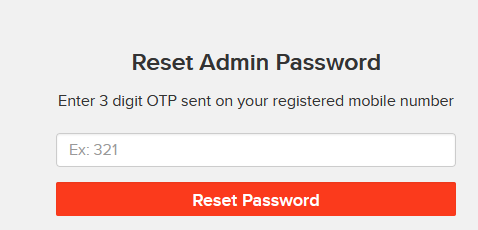 Reset Admin Password
Enter 3 digit OTP sent on your registered mobile number
Ex: 321
Reset Password